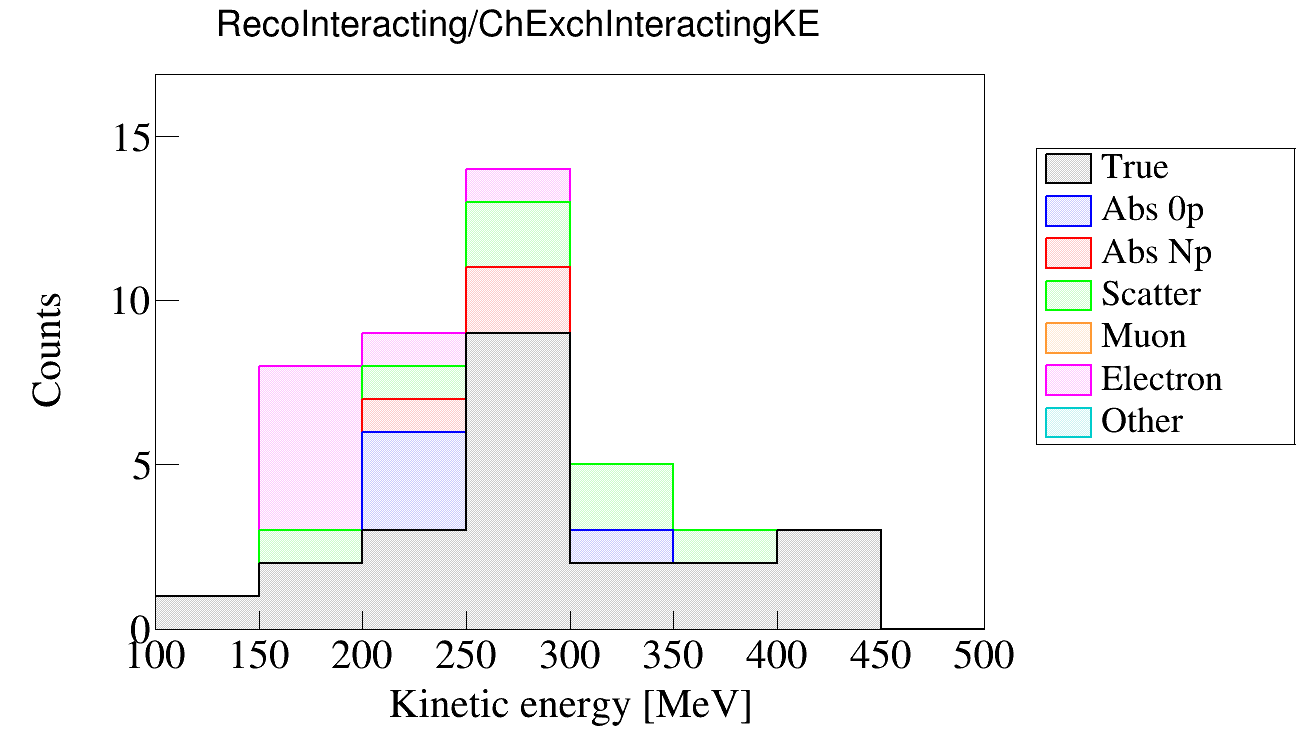 RecoInteracting/ChExchInteractingKE
15
10
5
0
Counts
100 150 200 250 300 350 400 450 500
Kinetic energy [MeV]
True
Abs 0p
Abs Np
Scatter
Muon
Electron
Other